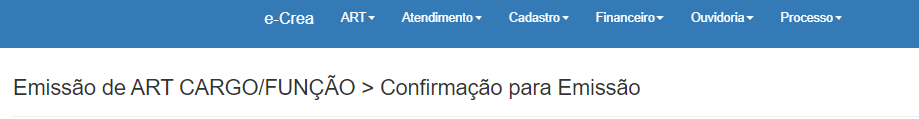 e-Crea ART Atendimento Cadastro Financeiro Ouvidoria Processo
Emissão de ART CARGO/FUNÇÃO > Confirmação para Emissão